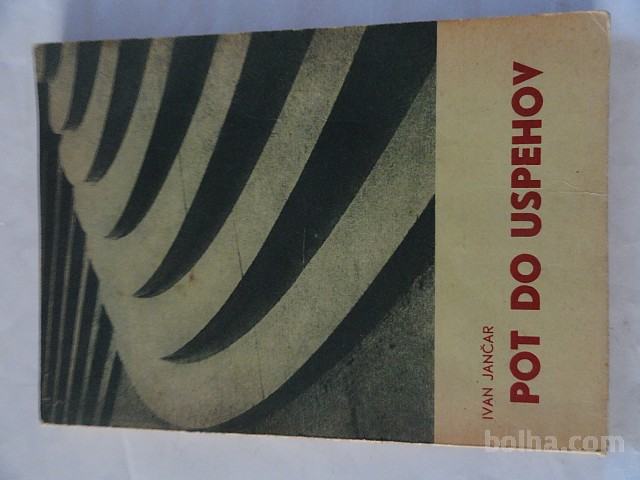 IVAN JANČAR
POT DO USPEHOV
bolha.com